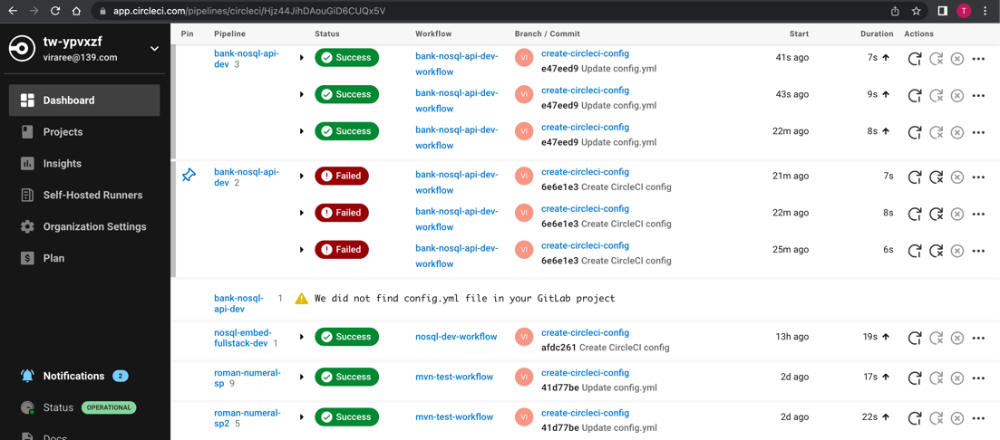 app.circleci.com/pipelines/circleci/Hjz44JihDAouGiD6CUQx5V
T
tw-ypvxzf
viraree@139.com
Dashboard
Projects
Insights
Self-Hosted Runners
Organization Settings
Plan
Notifications 2
Status OPERATIONAL
Docs
Pin Pipeline Status Workflow Branch / Commit Start Duration Actions
bank-nosql-api- Success bank-nosql-api-dev- VI create-circleci-config 41s ago 7s
dev 3 workflow e47eed9 Update config.yml
Success bank-nosql-api-dev- VI create-circleci-config 43s ago 9s
workflow e47eed9 Update config.yml
Success bank-nosql-api-dev- VI create-circleci-config 22m ago 8s
workflow e47eed9 Update config.yml
bank-nosql-api- Failed bank-nosql-api-dev- VI create-circleci-config 21m ago 7s
dev 2 workflow 6e6e1e3 Create CircleCI config
Failed bank-nosql-api-dev- VI create-circleci-config 22m ago 8s
workflow 6e6e1e3 Create CircleCI config
Failed bank-nosql-api-dev- VI create-circleci-config 25m ago 6s
workflow 6e6e1e3 Create CircleCI config
bank-nosql- 1 We did not find config.yml file in your GitLab project
api-dev
nosql-embed- Success nosql-dev-workflow VI create-circleci-config 13h ago 19s
fullstack-dev 1 afdc261 Create CircleCI config
roman-numeral- Success mvn-test-workflow VI create-circleci-config 2d ago 17s
sp 9 41d77be Update config.yml
roman-numeral- Success mvn-test-workflow VI create-circleci-config 2d ago 22s
sp2 5 41d77be Update config.yml